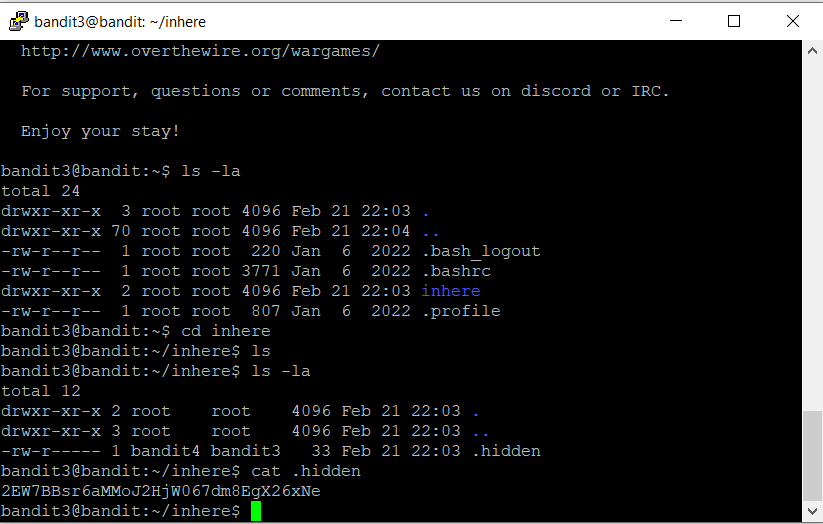 bandit3@bandit: ~/inhere
http://www.overthewire.org/wargames/
For support, questions or comments, contact us on discord or IRC.
Enjoy your stay!
bandit3@bandit:~$ ls -la
total 24
drwxr-xr-x  3 root root 4096 Feb 21 22:03 .
drwxr-xr-x 70 root root 4096 Feb 21 22:04 ..
-rw-r--r--  1 root root  220 Jan  6  2022 .bash_logout
-rw-r--r--  1 root root 3771 Jan  6  2022 .bashrc
drwxr-xr-x  2 root root 4096 Feb 21 22:03 inhere
-rw-r--r--  1 root root  807 Jan  6  2022 .profile
bandit3@bandit:~$ cd inhere
bandit3@bandit:~/inhere$ ls
bandit3@bandit:~/inhere$ ls -la
total 12
drwxr-xr-x 2 root    root    4096 Feb 21 22:03 .
drwxr-xr-x 3 root    root    4096 Feb 21 22:03 ..
-rw-r----- 1 bandit4 bandit3   33 Feb 21 22:03 .hidden
bandit3@bandit:~/inhere$ cat .hidden
2EW7BBsr6aMMoJ2HjW067dm8EgX26xNe
bandit3@bandit:~/inhere$